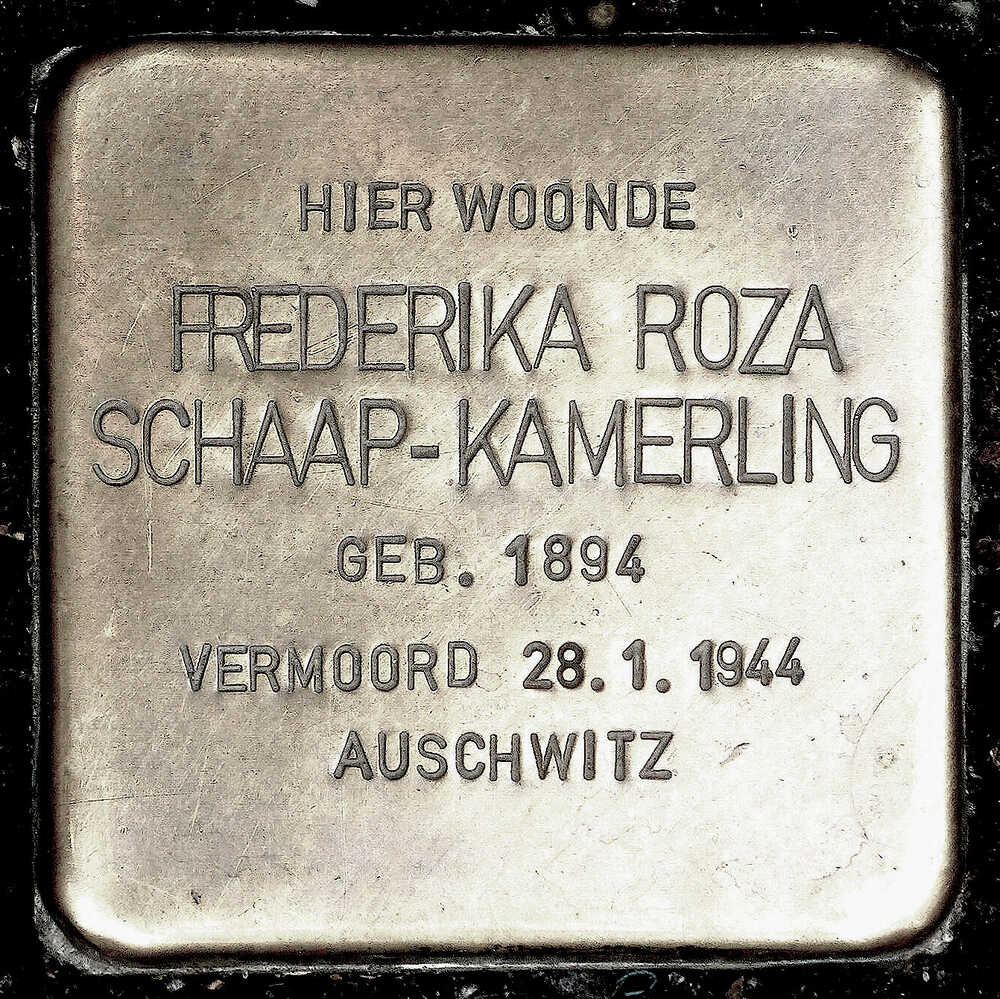 HIER WOONDE
FREDERIKA ROZA
SCHAAP-KAMERLING
GEB. 1894
VERMOORD 28.1.1944
AUSCHWITZ